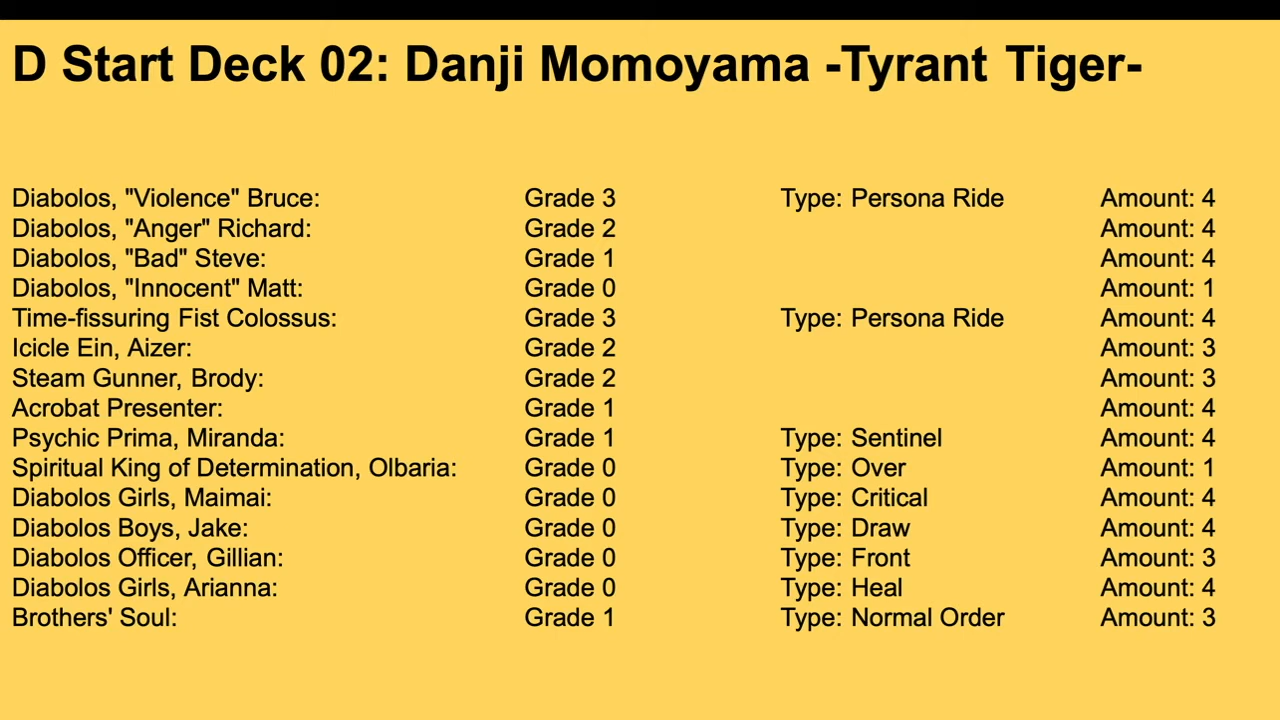 D Start Deck 02: Danji Momoyama -Tyrant Tiger-
Diabolos, "Violence" Bruce: Grade 3 Type: Persona Ride Amount: 4
Diabolos, "Anger" Richard: Grade 2 Amount: 4
Diabolos, "Bad" Steve: Grade 1 Amount: 4
Diabolos, "Innocent" Matt: Grade 0 Amount: 1
Time-fissuring Fist Colossus: Grade 3 Type: Persona Ride Amount: 4
Icicle Ein, Aizer: Grade 2 Amount: 3
Steam Gunner, Brody: Grade 2 Amount: 3
Acrobat Presenter: Grade 1 Amount: 4
Psychic Prima, Miranda: Grade 1 Type: Sentinel Amount: 4
Spiritual King of Determination, Olbaria: Grade 0 Type: Over Amount: 1
Diabolos Girls, Maimai: Grade 0 Type: Critical Amount: 4
Diabolos Boys, Jake: Grade 0 Type: Draw Amount: 4
Diabolos Officer, Gillian: Grade 0 Type: Front Amount: 3
Diabolos Girls, Arianna: Grade 0 Type: Heal Amount: 4
Brothers' Soul: Grade 1 Type: Normal Order Amount: 3